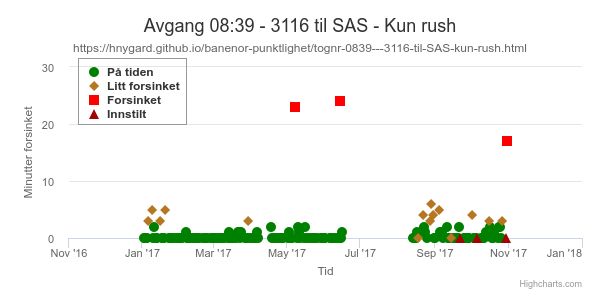 Avgang 08:39 - 3116 til SAS - Kun rush
https://hnygard.github.io/banenor-punktlighet/tognr-0839---3116-til-SAS-kun-rush.html
På tiden
Litt forsinket
Forsinket
Innstilt
Minutter forsinket
30
20
10
0
Nov '16
Jan '17
Mar '17
May '17
Jul '17
Sep '17
Nov '17
Jan '18
Tid
Highcharts.com